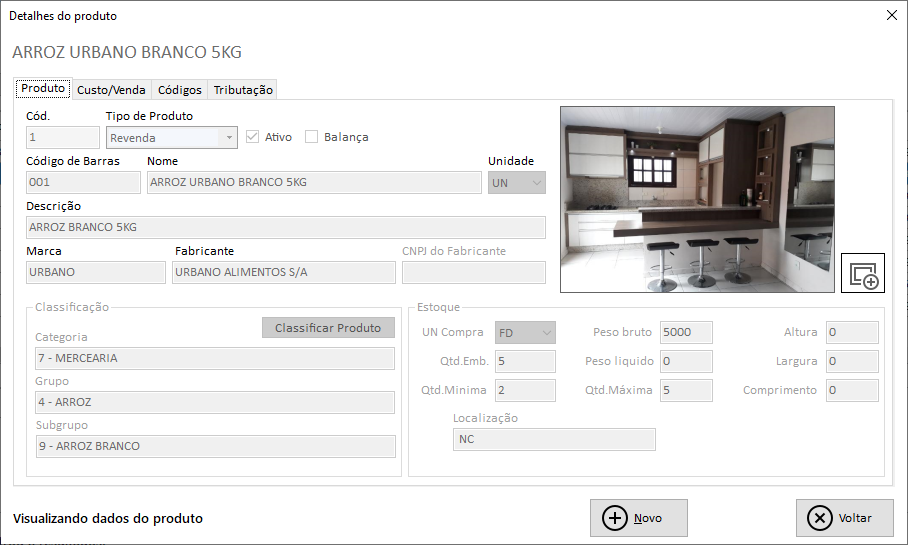 Detalhes do produto
ARROZ URBANO BRANCO 5KG
Produto Custo/Venda Códigos Tributação
Cód. Tipo de Produto
1 Revenda Ativo Balança
Código de Barras Nome Unidade
001 ARROZ URBANO BRANCO 5KG UN
Descrição
ARROZ BRANCO 5KG
Marca Fabricante CNPJ do Fabricante
URBANO URBANO ALIMENTOS S/A
Classificação
Classificar Produto
Categoria
7 - MERCEARIA
Grupo
4 - ARROZ
Subgrupo
9 - ARROZ BRANCO
Estoque
UN Compra FD Peso bruto 5000 Altura 0
Qtd.Emb. 5 Peso liquido 0 Largura 0
Qtd.Minima 2 Qtd.Máxima 5 Comprimento 0
Localização
NC
Visualizando dados do produto
Novo Voltar